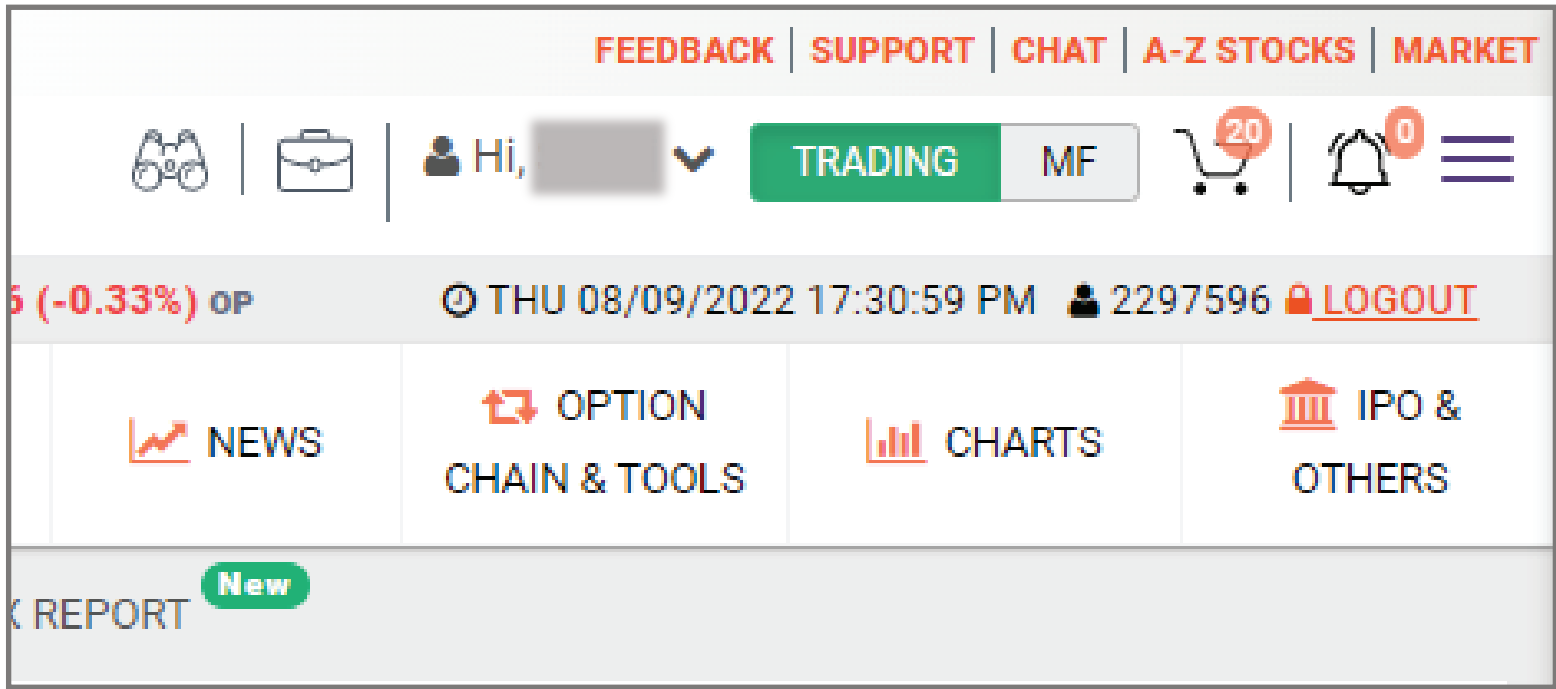 FEEDBACK | SUPPORT | CHAT | A-Z STOCKS | MARKET
Hi, TRADING MF 20 0
(-0.33%) OP THU 08/09/2022 17:30:59 PM 2297596 LOGOUT
NEWS
OPTION
CHAIN & TOOLS
CHARTS
IPO &
OTHERS
REPORT New